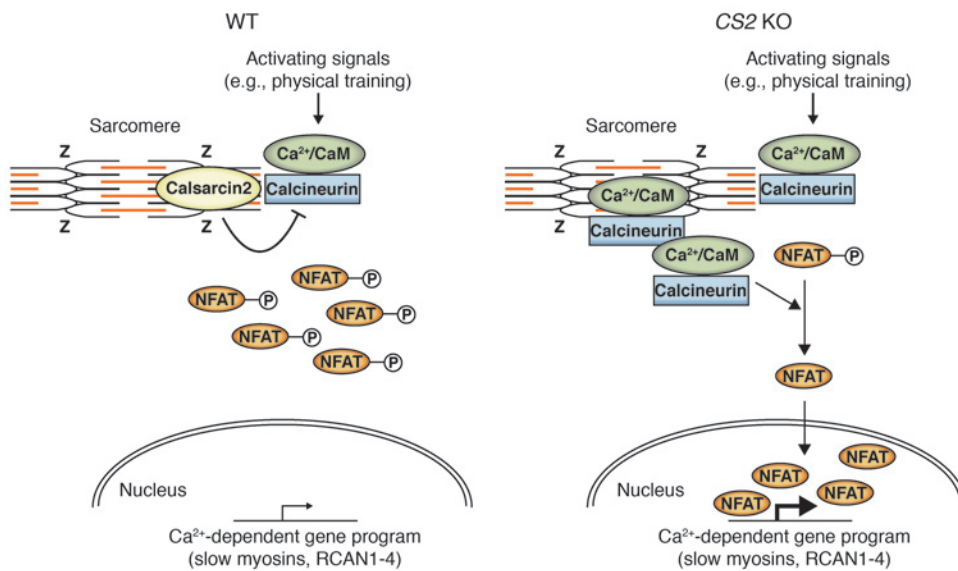 WT
Activating signals
(e.g., physical training)
Sarcomere
Z
Z
Ca²⁺/CaM
Calsarcin2
Calcineurin
Z
Z
NFAT
P
NFAT
P
NFAT
P
NFAT
P
NFAT
P
Nucleus
Ca²⁺-dependent gene program
(slow myosins, RCAN1-4)
CS2 KO
Activating signals
(e.g., physical training)
Sarcomere
Z
Z
Ca²⁺/CaM
Calcineurin
Ca²⁺/CaM
Calcineurin
Z
Z
Ca²⁺/CaM
Calcineurin
NFAT
P
NFAT
NFAT
NFAT
NFAT
NFAT
Nucleus
Ca²⁺-dependent gene program
(slow myosins, RCAN1-4)